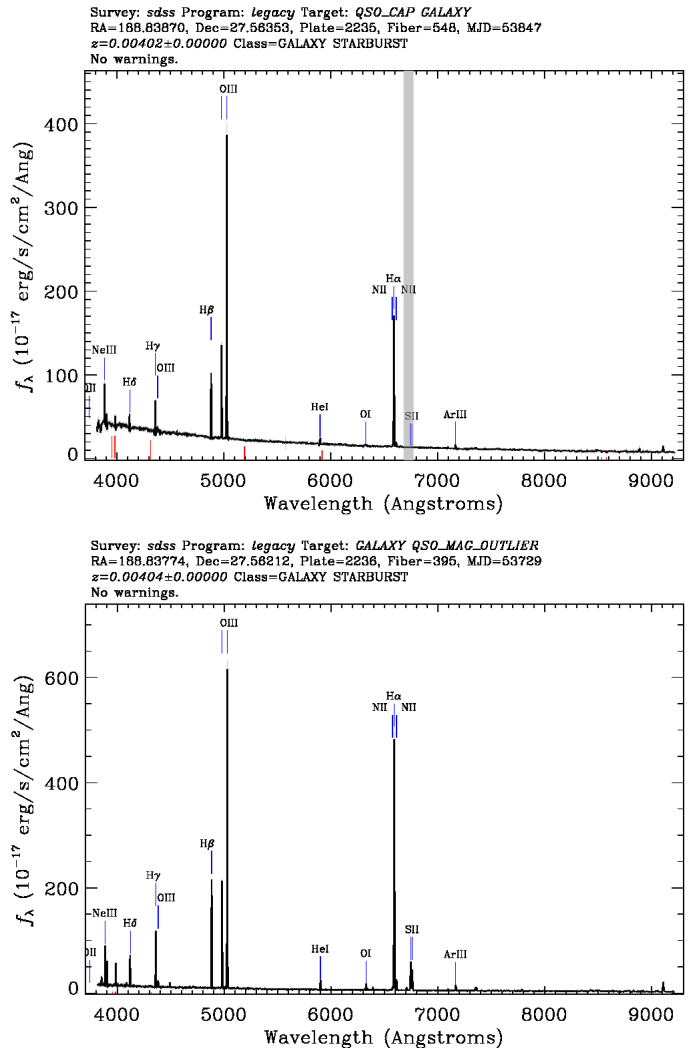 Survey: sdss Program: legacy Target: QSO_CAP GALAXY
RA=188.83870, Dec=27.56353, Plate=2235, Fiber=548, MJD=53847
z=0.00402±0.00000 Class=GALAXY STARBURST
No warnings.
OIII
400
300
Hα
200
NII NII
Hβ
Hγ
NeIII
OIII
100
OII
Hδ
HeI
OI
SII
ArIII
0
f_λ (10⁻¹⁷ erg/s/cm²/Ang)
4000 5000 6000 7000 8000 9000
Wavelength (Angstroms)
Survey: sdss Program: legacy Target: GALAXY QSO_MAG_OUTLIER
RA=188.83774, Dec=27.56212, Plate=2236, Fiber=395, MJD=53729
z=0.00404±0.00000 Class=GALAXY STARBURST
No warnings.
OIII
600
Hα
NII NII
400
Hβ
Hγ
200
OIII
NeIII
Hδ
SII
OII
HeI
OI
ArIII
0
f_λ (10⁻¹⁷ erg/s/cm²/Ang)
4000 5000 6000 7000 8000 9000
Wavelength (Angstroms)